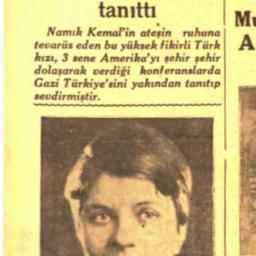 tanıttı
Namık Kemal'in ateşin ruhuna
tevarüs eden bu yüksek fikirli Türk
kızı, 3 sene Amerika'yı şehir şehir
dolaşarak verdiği konferanslarda
Gazi Türkiye'sini yakından tanıtıp
sevdirmiştir.
Mu
A